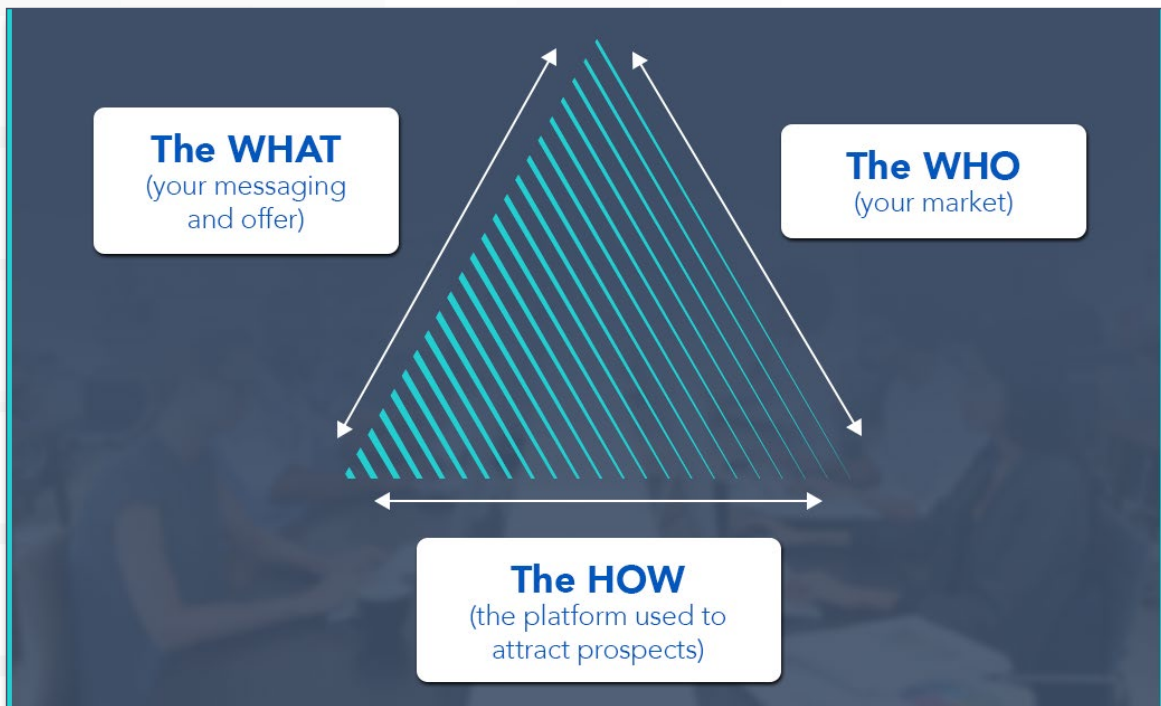 The WHAT
(your messaging
and offer)
The WHO
(your market)
The HOW
(the platform used to
attract prospects)